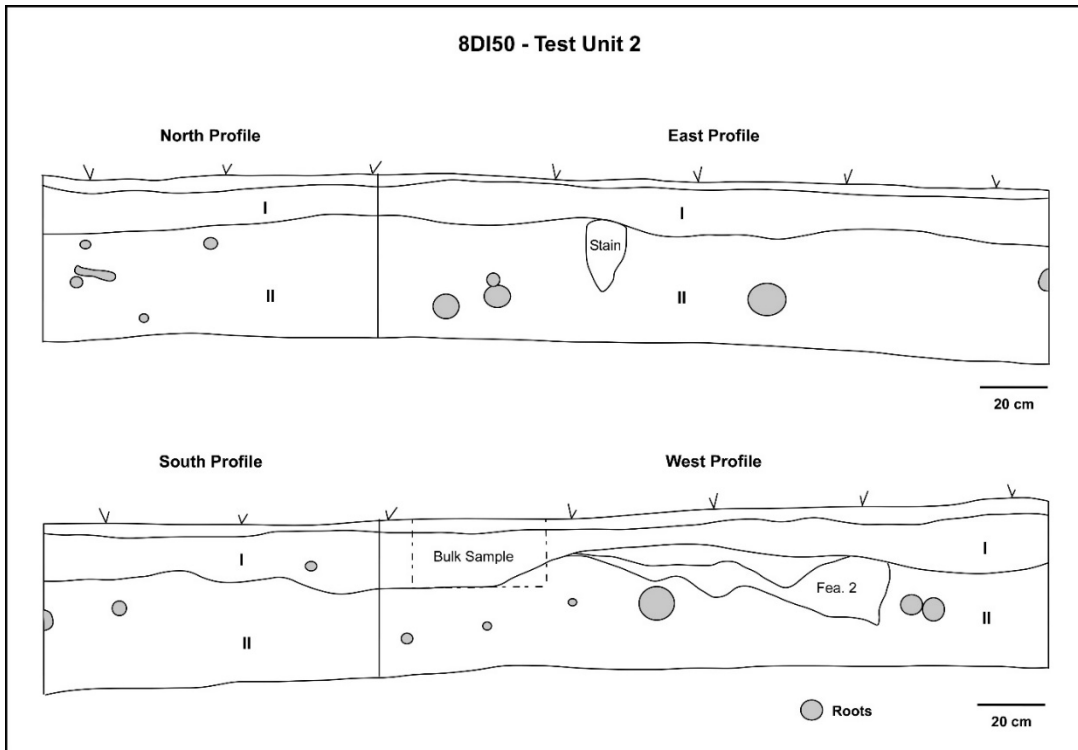 8DI50 - Test Unit 2
North Profile
East Profile
I
I
Stain
II
II
20 cm
South Profile
West Profile
I
Bulk Sample
I
Fea. 2
II
II
Roots
20 cm